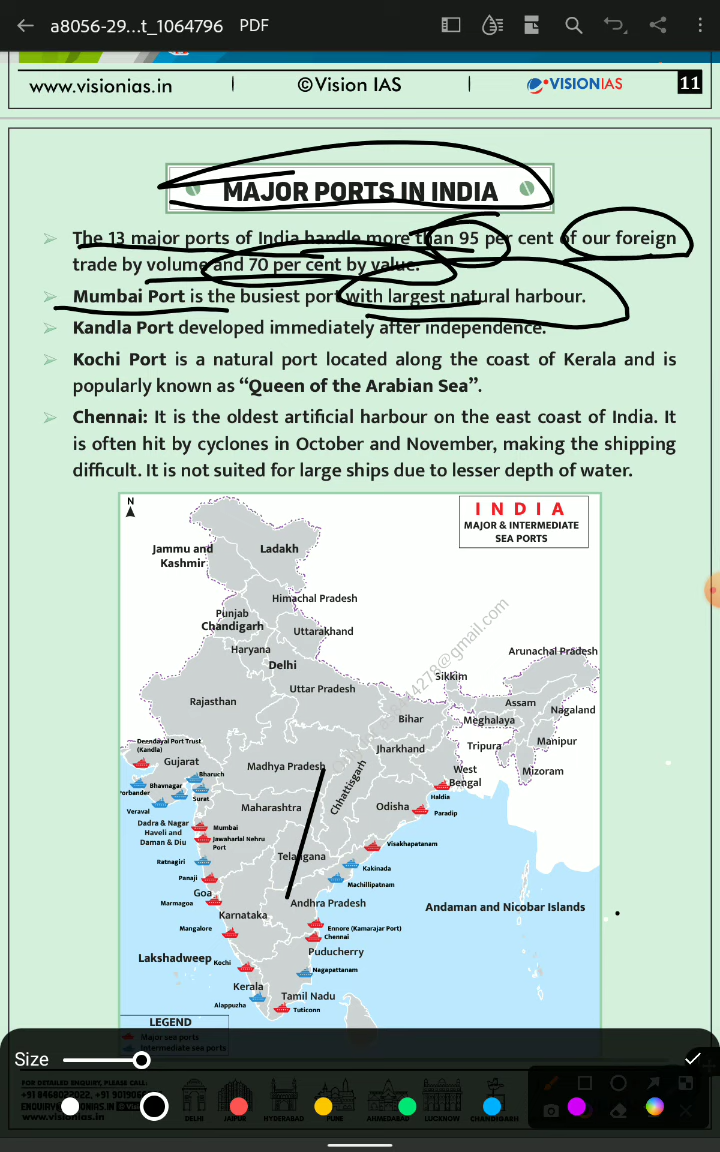 a8056-29...t_1064796 PDF
www.visionias.in | ©Vision IAS | VISIONIAS 11
MAJOR PORTS IN INDIA
The 13 major ports of India handle more than 95 per cent of our foreign
trade by volume and 70 per cent by value.
Mumbai Port is the busiest port with largest natural harbour.
Kandla Port developed immediately after independence.
Kochi Port is a natural port located along the coast of Kerala and is
popularly known as “Queen of the Arabian Sea”.
Chennai: It is the oldest artificial harbour on the east coast of India. It
is often hit by cyclones in October and November, making the shipping
difficult. It is not suited for large ships due to lesser depth of water.
N
INDIA
MAJOR & INTERMEDIATE
SEA PORTS
Jammu and
Kashmir
Ladakh
Himachal Pradesh
Punjab
Chandigarh
Uttarakhand
Haryana
Delhi
Arunachal Pradesh
Sikkim
Uttar Pradesh
Rajasthan
Assam
Nagaland
Bihar
Meghalaya
Manipur
Deendayal Port Trust
(Kandla)
Jharkhand
Tripura
Gujarat
Madhya Pradesh
West
Bengal
Mizoram
Bharuch
Bhavnagar
Porbander
Surat
Chhattisgarh
Haldia
Veraval
Maharashtra
Odisha
Paradip
Dadra & Nagar
Haveli and
Daman & Diu
Mumbai
Jawaharlal Nehru
Port
Visakhapatanam
Ratnagiri
Telangana
Kakinada
Panaji
Machillipatnam
Goa
Marmagoa
Andhra Pradesh
Andaman and Nicobar Islands
Karnataka
Mangalore
Ennore (Kamarajar Port)
Chennai
Puducherry
Lakshadweep
Kochi
Nagapattanam
Kerala
Alappuzha
Tamil Nadu
Tuticonn
LEGEND
Major sea ports
Intermediate sea ports
Size
FOR DETAILED ENQUIRY, PLEASE CALL:
www.visionias.in
DELHI
JAIPUR
HYDERABAD
PUNE
AHMEDABAD
LUCKNOW
CHANDIGARH